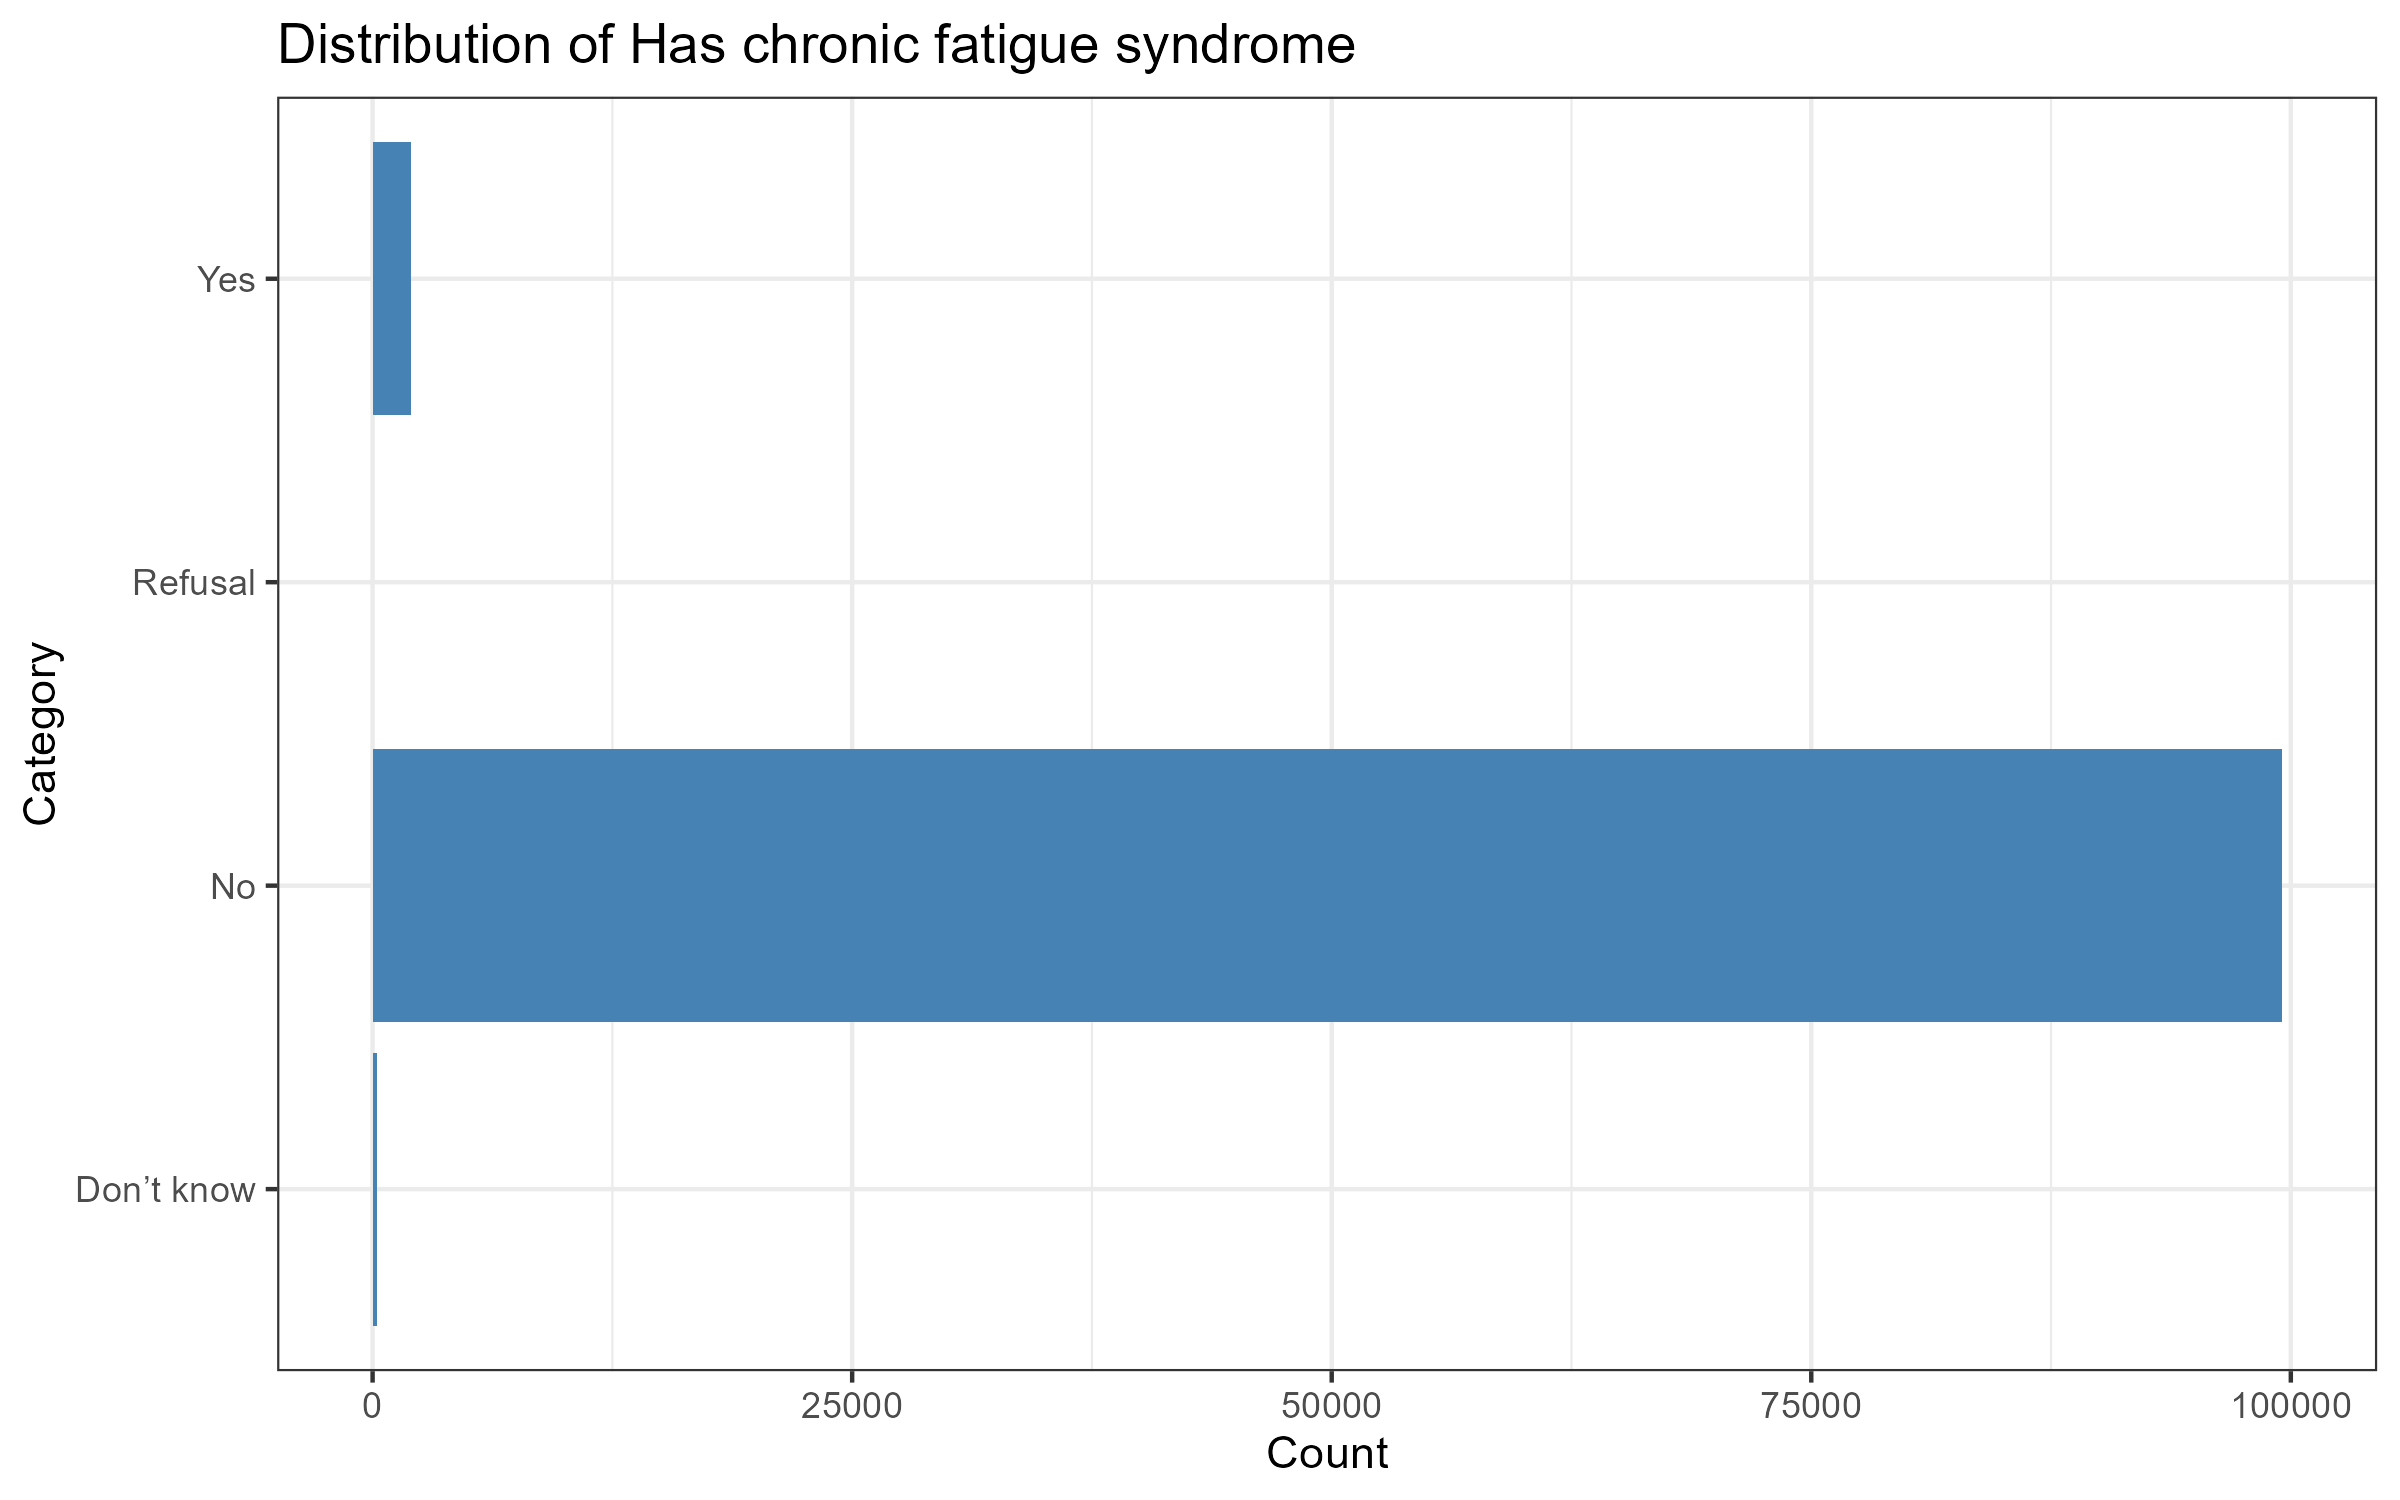 Distribution of Has chronic fatigue syndrome
Category
Yes
Refusal
No
Don’t know
0 25000 50000 75000 100000
Count